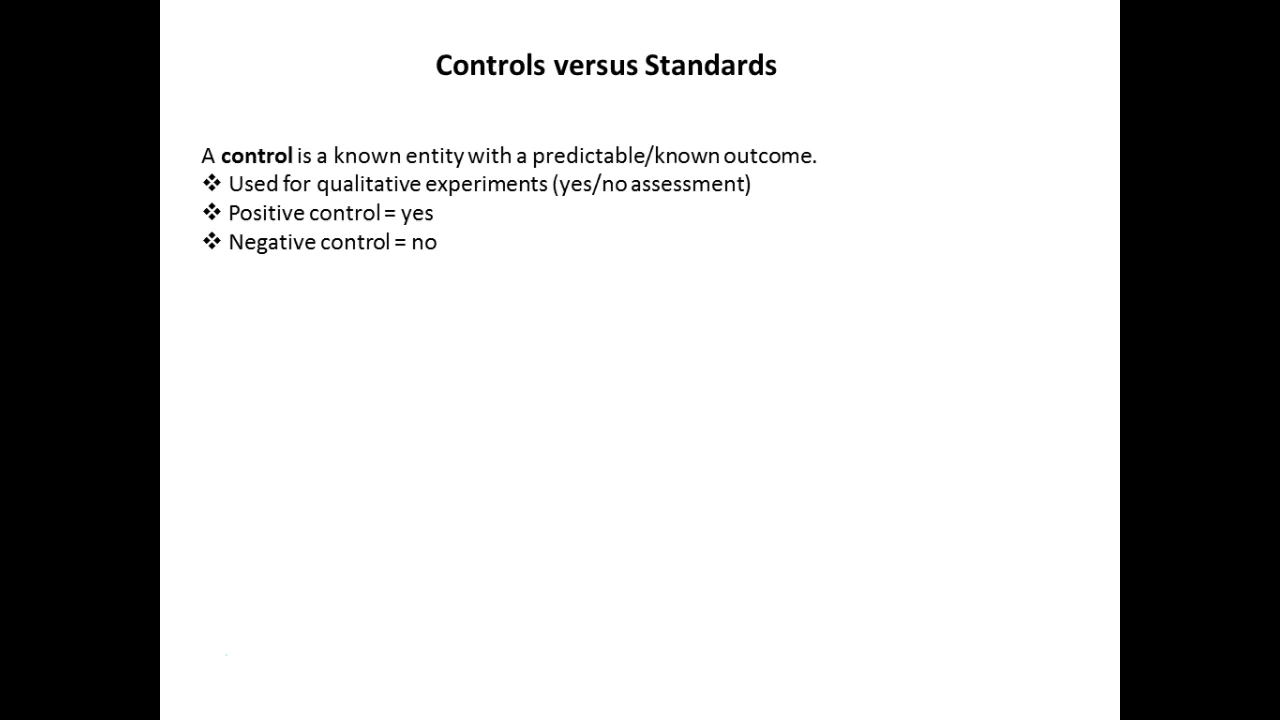 Controls versus Standards
A control is a known entity with a predictable/known outcome.
❖ Used for qualitative experiments (yes/no assessment)
❖ Positive control = yes
❖ Negative control = no